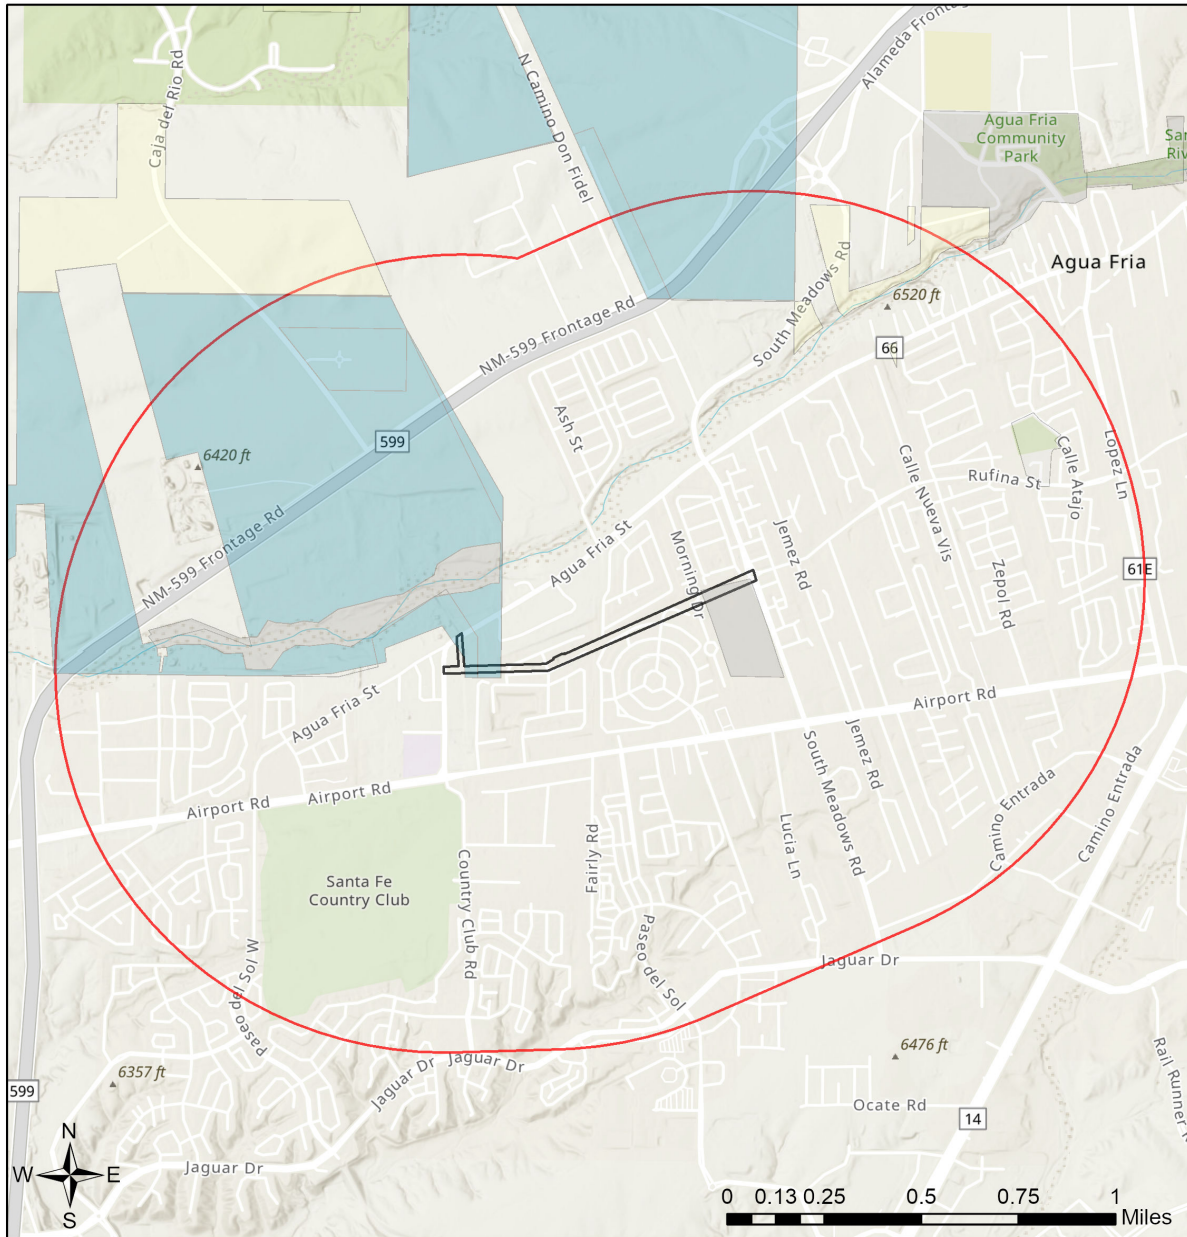 Caja del Rio Rd
N Camino Don Fidel
Alameda Frontag
Agua Fria
Community
Park
San
Riv
Agua Fria
South Meadows Rd
6520 ft
NM-599 Frontage Rd
66
Ash St
599
6420 ft
Calle Nueva Vis
Rufina St
Calle Atajo
Lopez Ln
NM-599 Frontage Rd
Agua Fria St
Morning Dr
Jemez Rd
Zepol Rd
61E
Agua Fria St
Airport Rd
Jemez Rd
South Meadows Rd
Airport Rd
Airport Rd
Camino Entrada
Camino Entrada
Lucia Ln
Fairly Rd
Santa Fe
Country Club
Country Club Rd
Paseo del Sol
Paseo del Sol W
Jaguar Dr
6476 ft
Jaguar Dr
Jaguar Dr
6357 ft
599
Rail Runner
Ocate Rd
14
N
W
E
S
Jaguar Dr
0 0.13 0.25 0.5 0.75 1
Miles